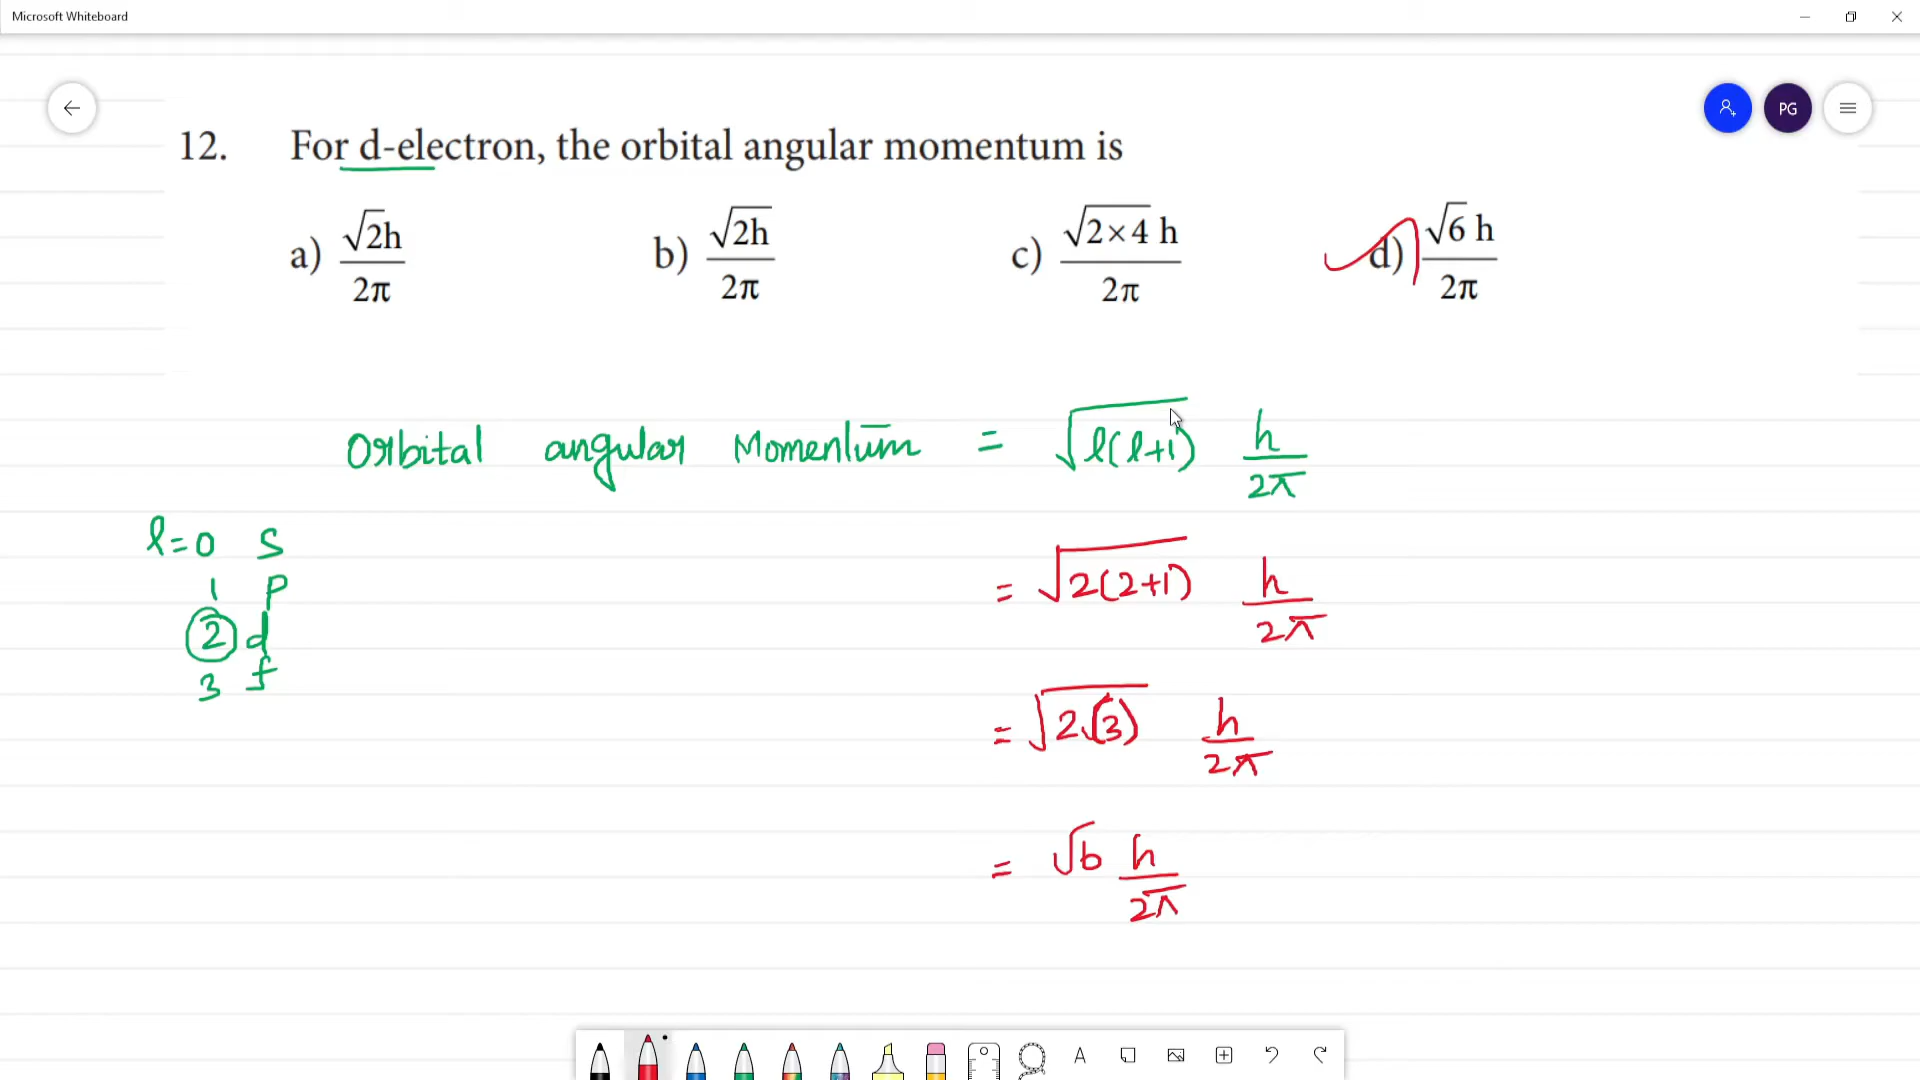 Microsoft Whiteboard
PG
12. For d-electron, the orbital angular momentum is
a) √2h/2π b) √2h/2π c) √2×4 h/2π d) √6 h/2π
Orbital angular Momentum = √l(l+1) h/2π
l=0 s
1 p
2 d
3 f
= √2(2+1) h/2π
= √2(3) h/2π
= √6 h/2π
A